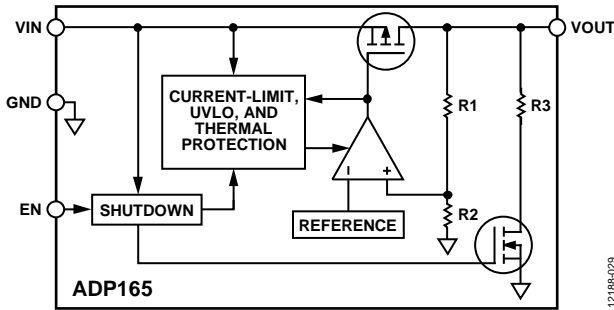 VIN
VOUT
GND
CURRENT-LIMIT,
UVLO, AND
THERMAL
PROTECTION
R1
R3
–
+
EN
SHUTDOWN
REFERENCE
R2
ADP165
12188-029